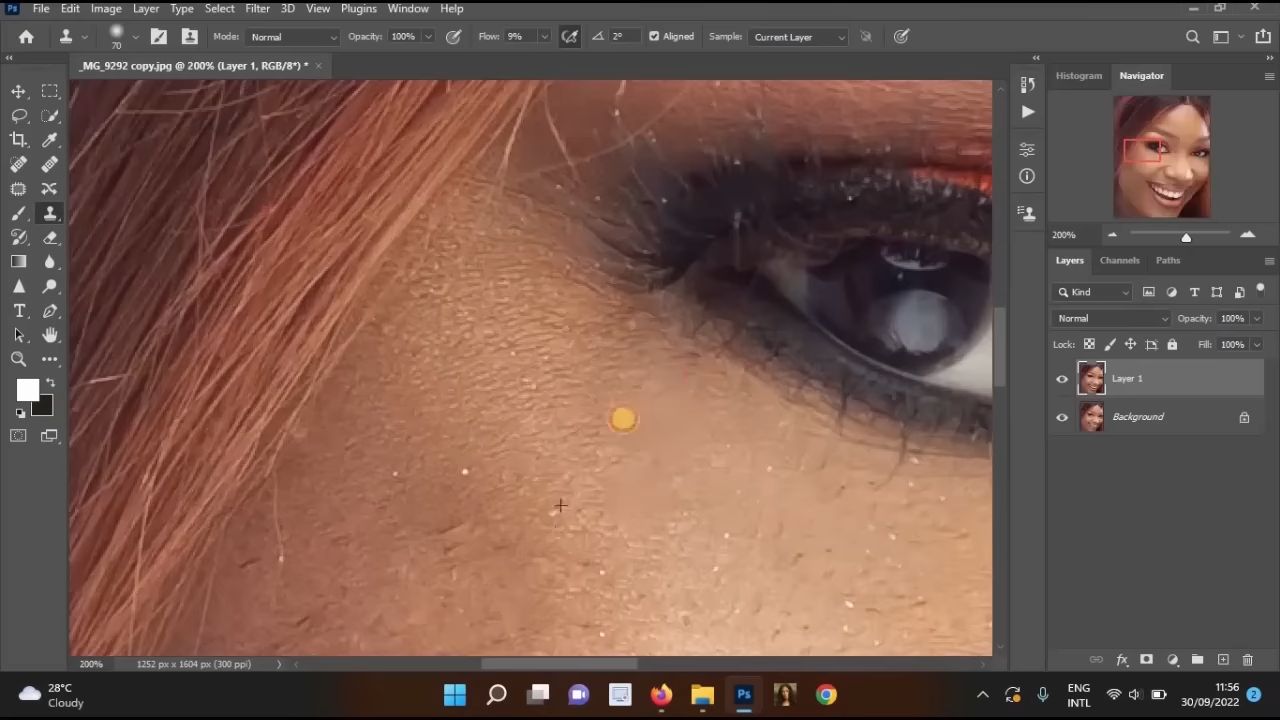 Ps File Edit Image Layer Type Select Filter 3D View Plugins Window Help
70 Mode: Normal Opacity: 100% Flow: 9% 2° Aligned Sample: Current Layer
_MG_9292 copy.jpg @ 200% (Layer 1, RGB/8*) * ×
Histogram Navigator
200%
Layers Channels Paths
Kind
Normal Opacity: 100%
Lock: Fill: 100%
Layer 1
Background
200% 1252 px x 1604 px (300 ppi)
28°C
Cloudy
Ps
ENG
INTL
11:56
30/09/2022
2